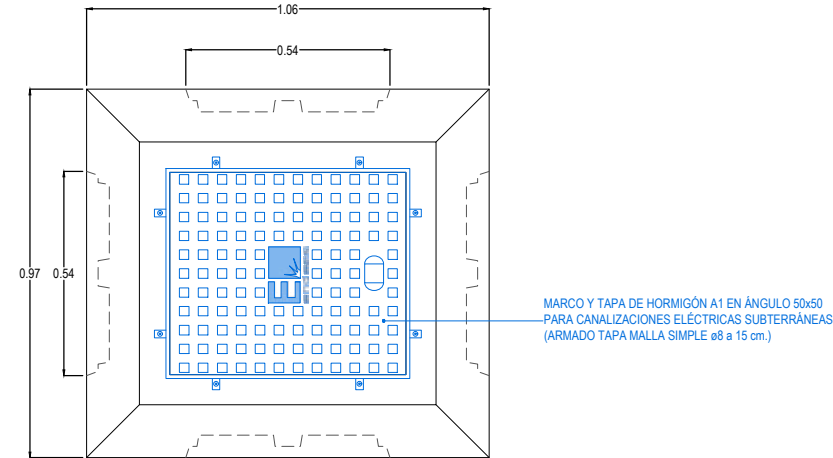 1.06
0.54
0.97
0.54
MARCO Y TAPA DE HORMIGÓN A1 EN ÁNGULO 50x50
PARA CANALIZACIONES ELÉCTRICAS SUBTERRÁNEAS
(ARMADO TAPA MALLA SIMPLE ø8 a 15 cm.)